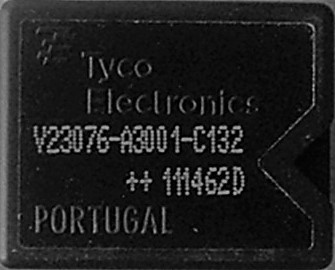 Tyco
Electronics
V23076-A3001-C132
++ 111462D
PORTUGAL